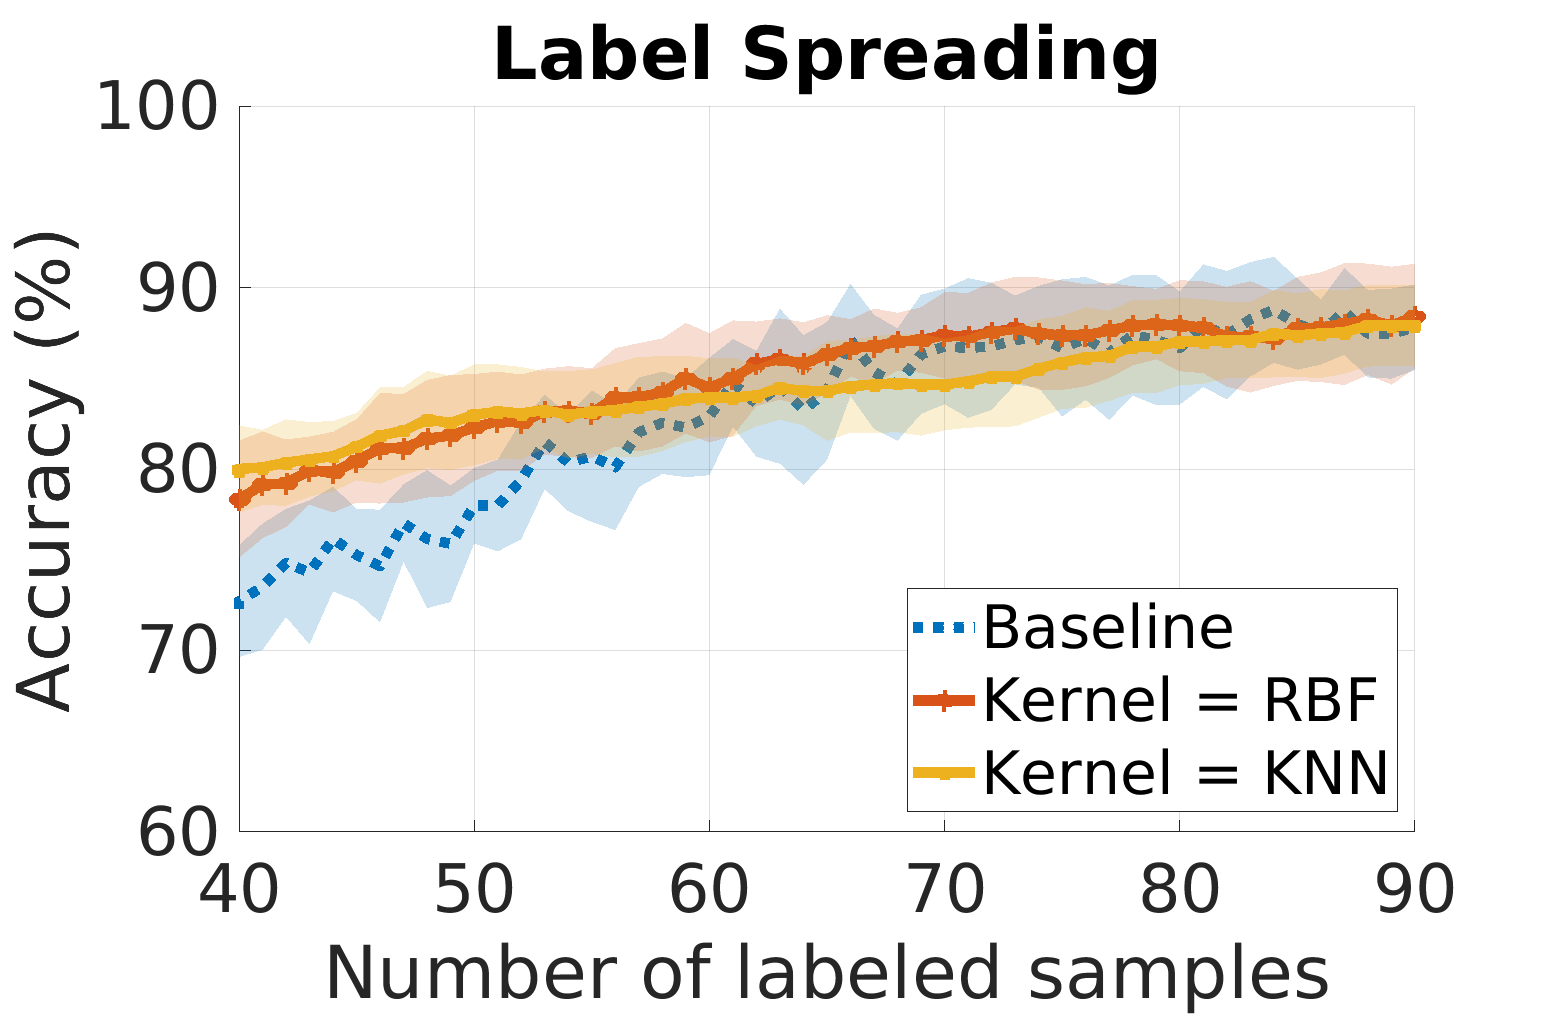 Label Spreading
100
90
80
70
60
Accuracy (%)
40 50 60 70 80 90
Number of labeled samples
Baseline
Kernel = RBF
Kernel = KNN